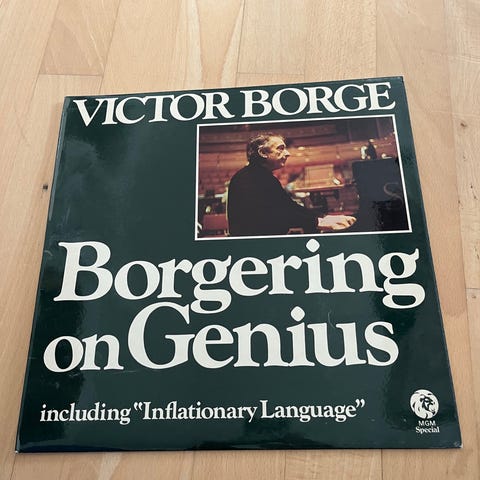 VICTOR BORGE
Borgering
on Genius
including "Inflationary Language"
MGM
Special